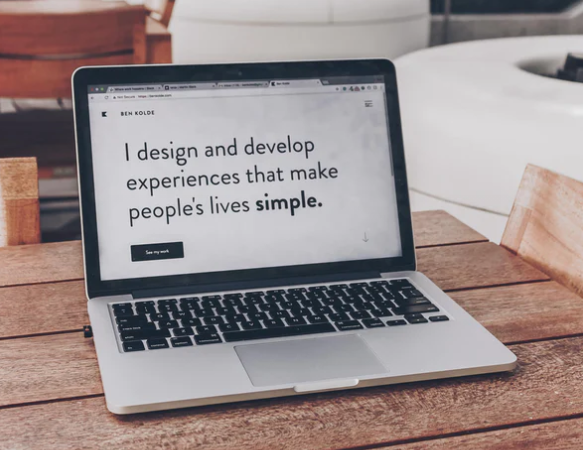 BEN KOLDE
I design and develop
experiences that make
people's lives simple.
See my work